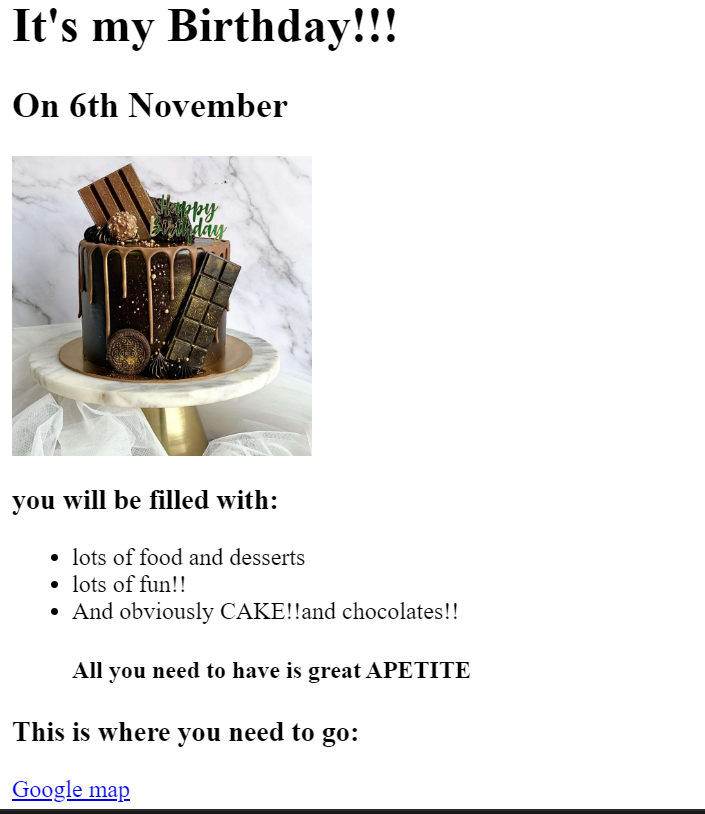 It's my Birthday!!!
On 6th November
Happy
Birthday
you will be filled with:
lots of food and desserts
lots of fun!!
And obviously CAKE!!and chocolates!!
All you need to have is great APETITE
This is where you need to go:
Google map